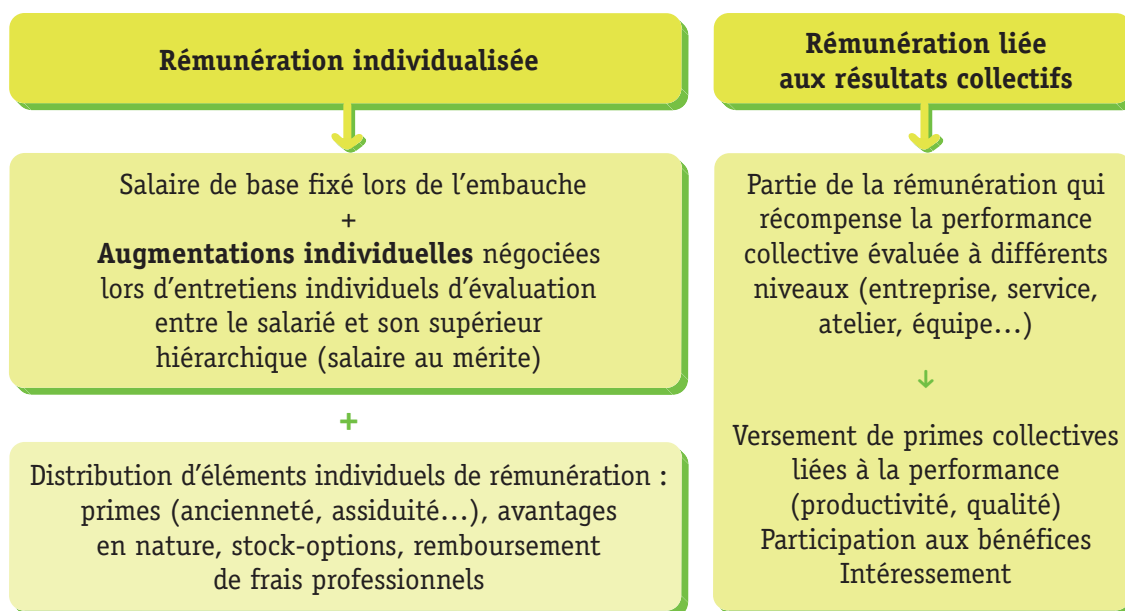 Rémunération individualisée
Salaire de base fixé lors de l'embauche
+
Augmentations individuelles négociées
lors d'entretiens individuels d'évaluation
entre le salarié et son supérieur
hiérarchique (salaire au mérite)
+
Distribution d'éléments individuels de rémunération :
primes (ancienneté, assiduité…), avantages
en nature, stock-options, remboursement
de frais professionnels
Rémunération liée
aux résultats collectifs
Partie de la rémunération qui
récompense la performance
collective évaluée à différents
niveaux (entreprise, service,
atelier, équipe…)
Versement de primes collectives
liées à la performance
(productivité, qualité)
Participation aux bénéfices
Intéressement